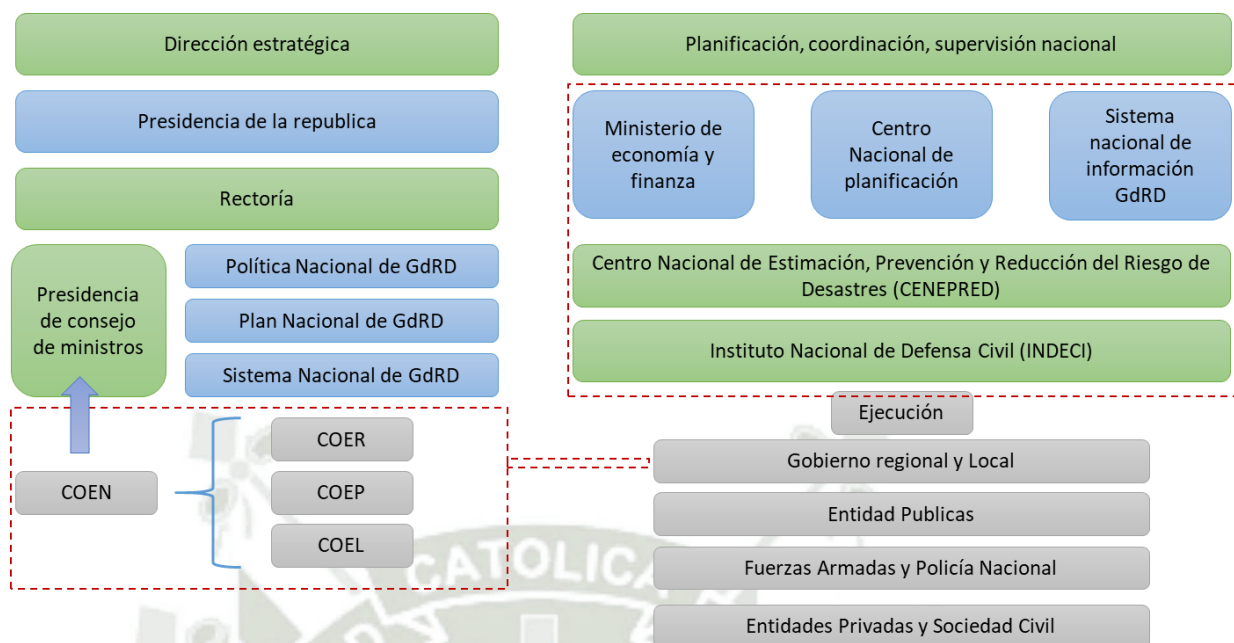 Dirección estratégica
Presidencia de la republica
Rectoría
Presidencia
de consejo
de ministros
Política Nacional de GdRD
Plan Nacional de GdRD
Sistema Nacional de GdRD
COEN
COER
COEP
COEL
Planificación, coordinación, supervisión nacional
Ministerio de
economía y
finanza
Centro
Nacional de
planificación
Sistema
nacional de
información
GdRD
Centro Nacional de Estimación, Prevención y Reducción del Riesgo de
Desastres (CENEPRED)
Instituto Nacional de Defensa Civil (INDECI)
Ejecución
Gobierno regional y Local
Entidad Publicas
Fuerzas Armadas y Policía Nacional
Entidades Privadas y Sociedad Civil
CATOLICA